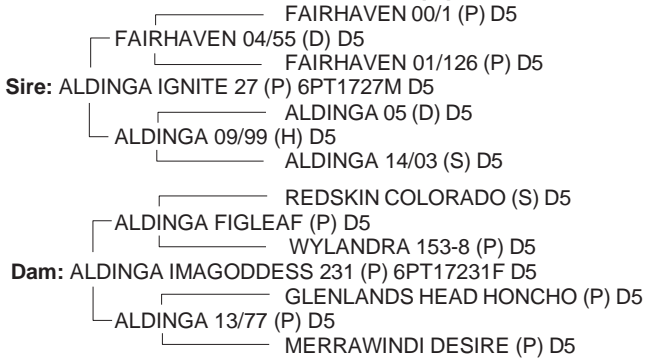 FAIRHAVEN 00/1 (P) D5
FAIRHAVEN 04/55 (D) D5
FAIRHAVEN 01/126 (P) D5
Sire: ALDINGA IGNITE 27 (P) 6PT1727M D5
ALDINGA 05 (D) D5
ALDINGA 09/99 (H) D5
ALDINGA 14/03 (S) D5
REDSKIN COLORADO (S) D5
ALDINGA FIGLEAF (P) D5
WYLANDRA 153-8 (P) D5
Dam: ALDINGA IMAGODDESS 231 (P) 6PT17231F D5
GLENLANDS HEAD HONCHO (P) D5
ALDINGA 13/77 (P) D5
MERRAWINDI DESIRE (P) D5